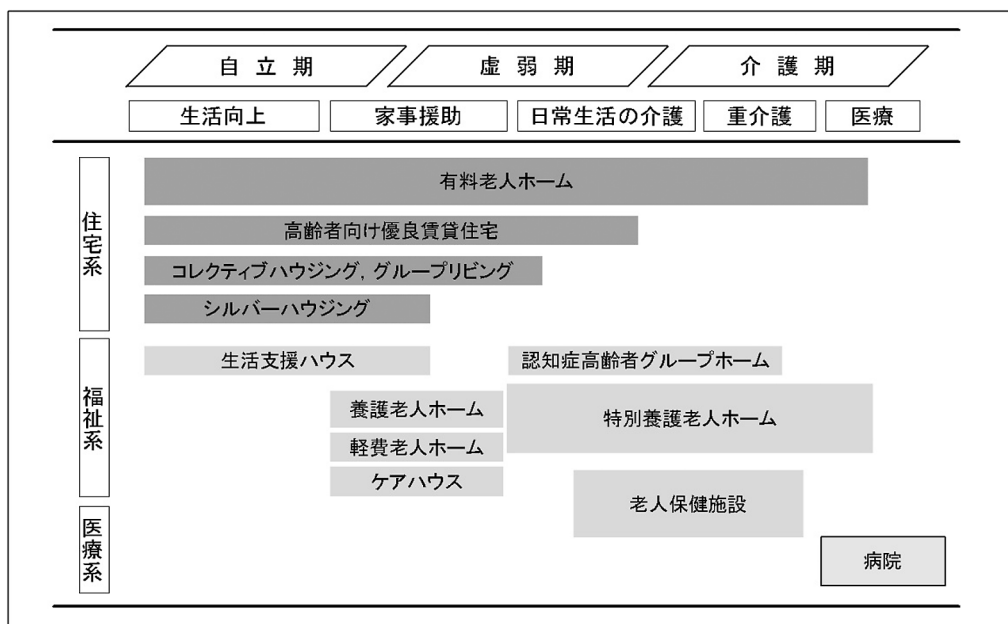 自立期
虚弱期
介護期
生活向上
家事援助
日常生活の介護
重介護
医療
住宅系
有料老人ホーム
高齢者向け優良賃貸住宅
コレクティブハウジング, グループリビング
シルバーハウジング
福祉系
生活支援ハウス
認知症高齢者グループホーム
養護老人ホーム
特別養護老人ホーム
軽費老人ホーム
ケアハウス
老人保健施設
医療系
病院